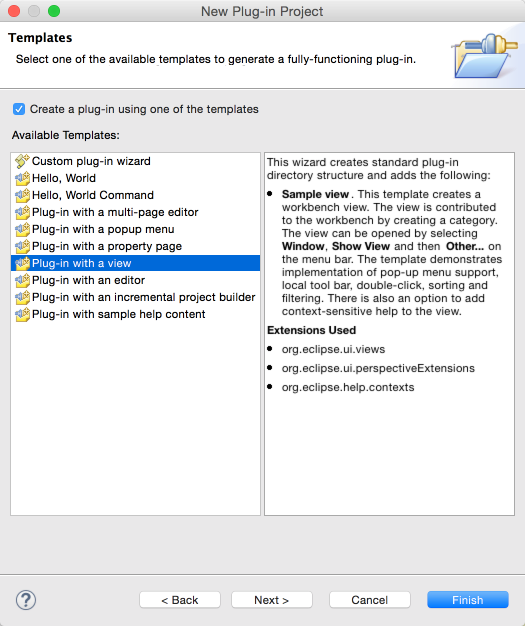 New Plug-in Project
Templates
Select one of the available templates to generate a fully-functioning plug-in.
Create a plug-in using one of the templates
Available Templates:
Custom plug-in wizard
Hello, World
Hello, World Command
Plug-in with a multi-page editor
Plug-in with a popup menu
Plug-in with a property page
Plug-in with a view
Plug-in with an editor
Plug-in with an incremental project builder
Plug-in with sample help content
This wizard creates standard plug-in
directory structure and adds the following:
• Sample view. This template creates a
workbench view. The view is contributed
to the workbench by creating a category.
The view can be opened by selecting
Window, Show View and then Other... on
the menu bar. The template demonstrates
implementation of pop-up menu support,
local tool bar, double-click, sorting and
filtering. There is also an option to add
context-sensitive help to the view.
Extensions Used
• org.eclipse.ui.views
• org.eclipse.ui.perspectiveExtensions
• org.eclipse.help.contexts
?
< Back
Next >
Cancel
Finish